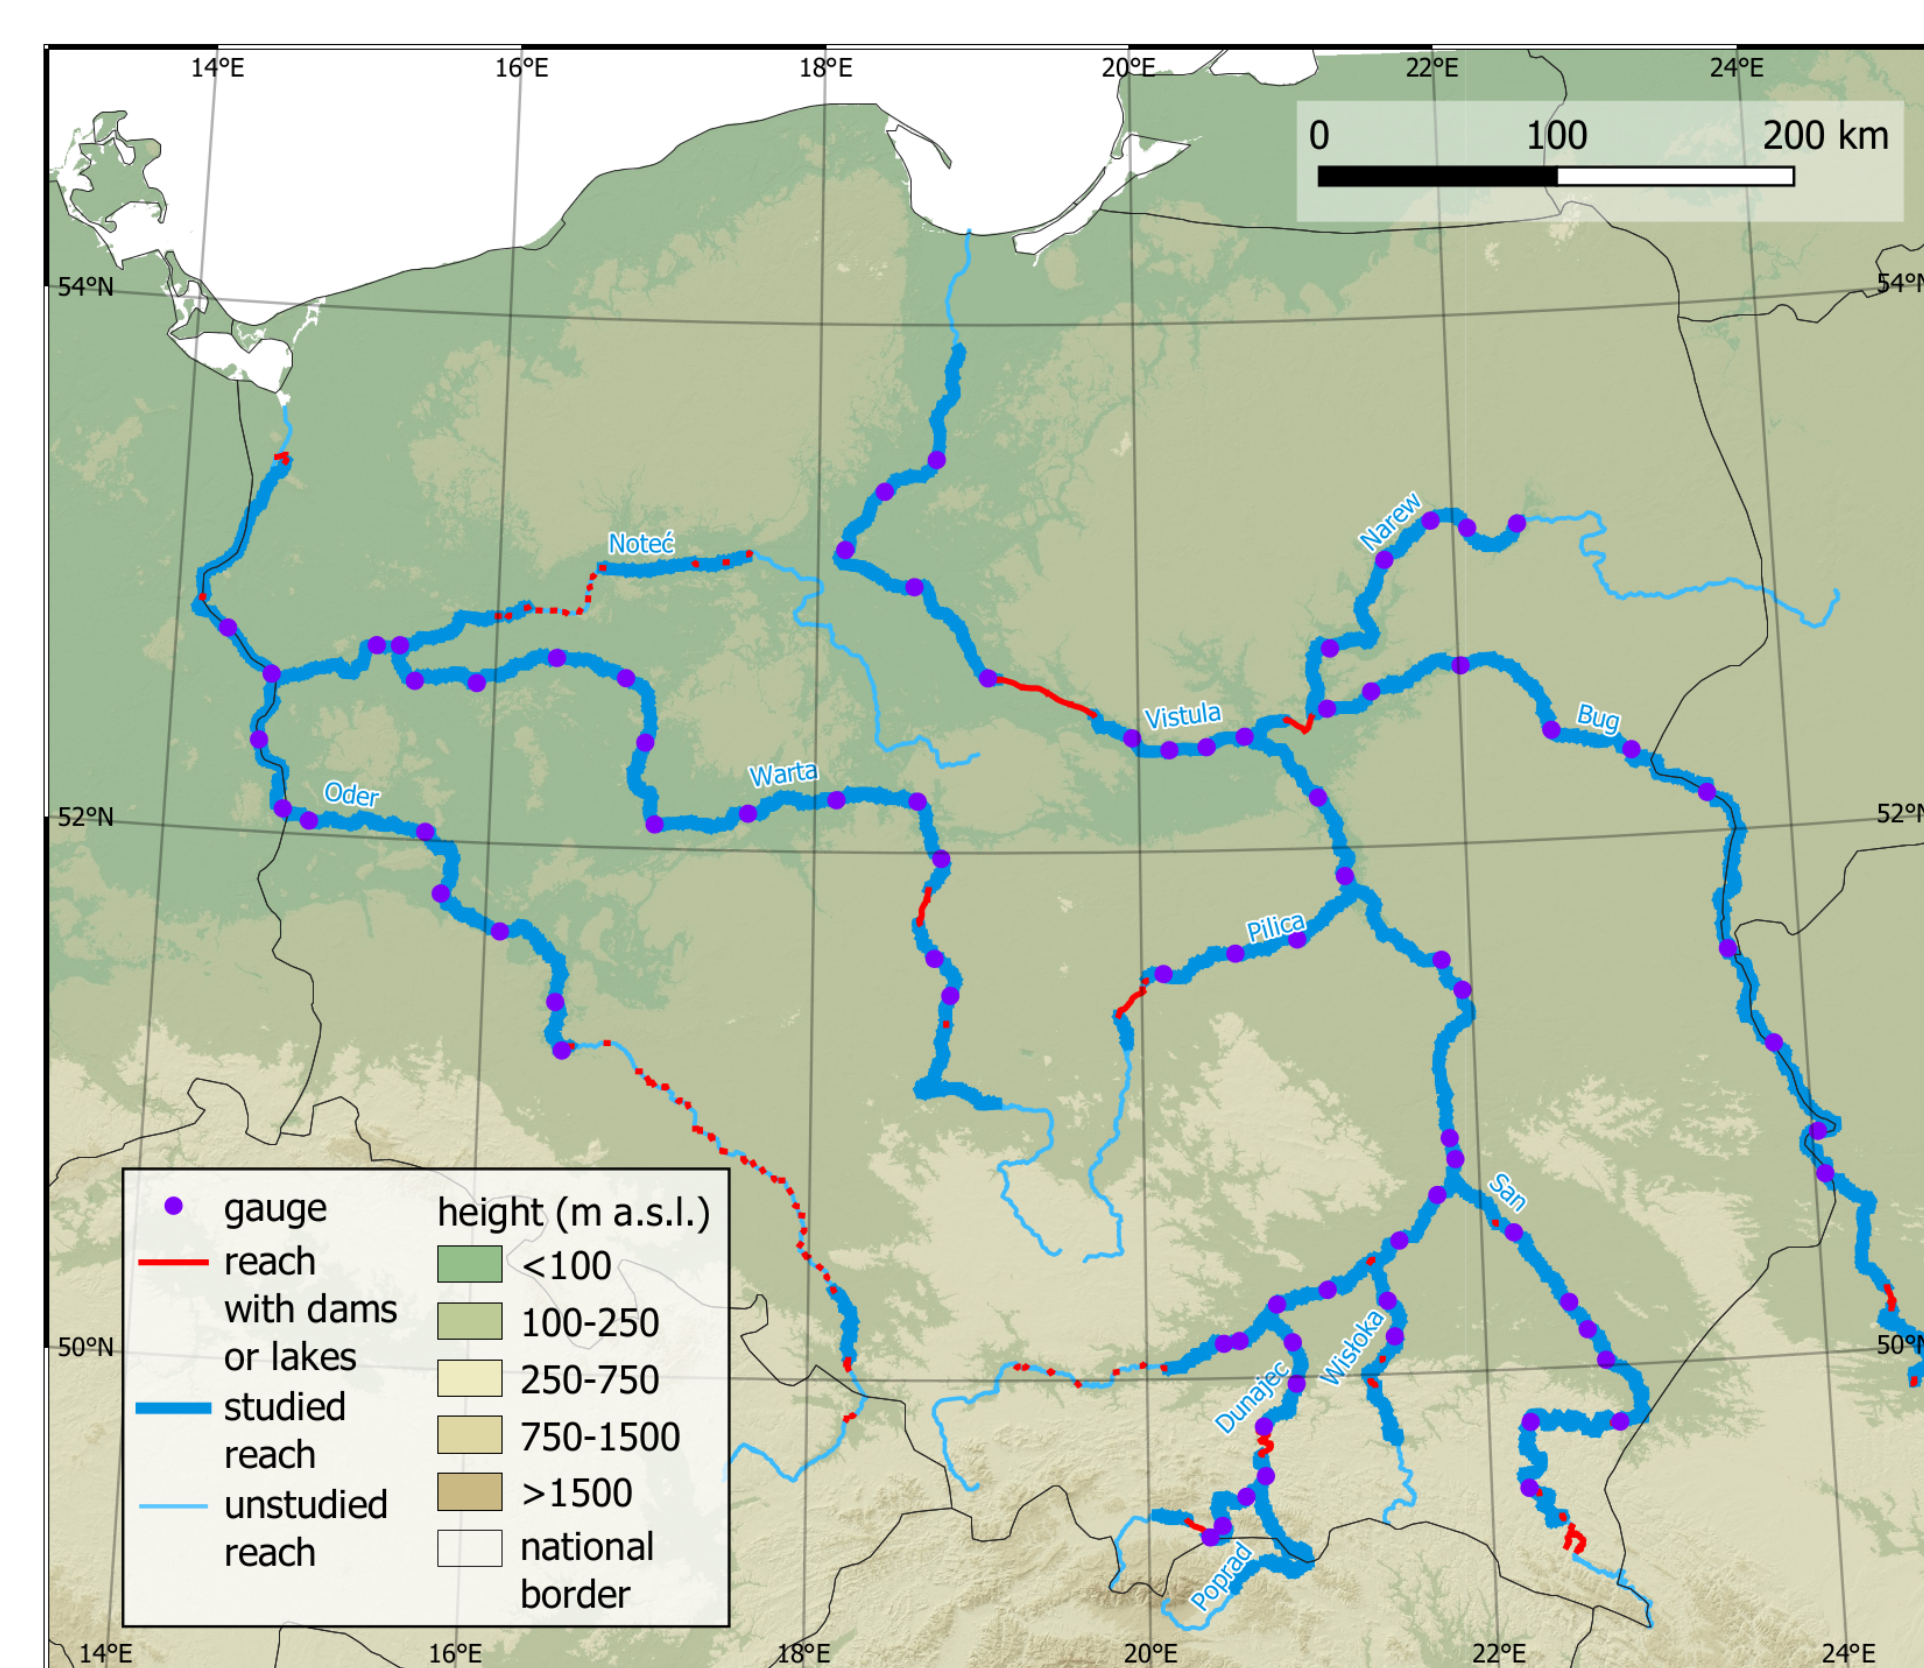 14°E 16°E 18°E 20°E 22°E 24°E
0 100 200 km
54°N 54°N
Narew
Noteć
Vistula
Bug
Warta
Oder
52°N 52°N
Pilica
San
gauge
reach
with dams
or lakes
studied
reach
unstudied
reach
height (m a.s.l.)
<100
100-250
250-750
750-1500
>1500
national
border
50°N 50°N
Wisłoka
Dunajec
Poprad
14°E 16°E 18°E 20°E 22°E 24°E